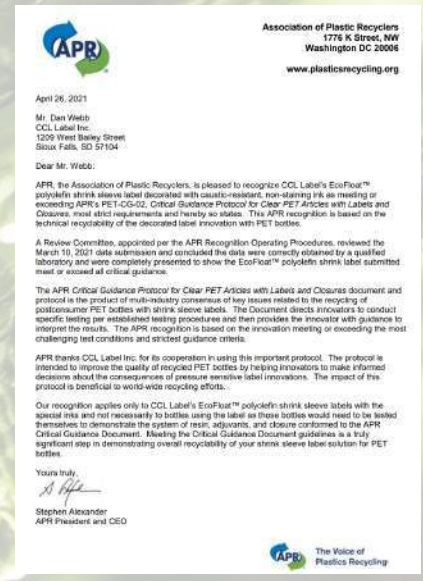 APR
Association of Plastic Recyclers
1776 K Street, NW
Washington DC 20006
www.plasticsrecycling.org
April 26, 2021
Mr. Dan Webb
CCL Label Inc.
1209 West Bailey Street
Sioux Falls, SD 57104
Dear Mr. Webb:
APR, the Association of Plastic Recyclers, is pleased to recognize CCL Label's EcoFloat™
polyolefin shrink sleeve label decorated with caustic-resistant, non-staining ink as meeting or
exceeding APR's PET-CG-02, Critical Guidance Protocol for Clear PET Articles with Labels and
Closures, most strict requirements and hereby so states. This APR recognition is based on the
technical recyclability of the decorated label innovation with PET bottles.
A Review Committee, appointed per the APR Recognition Operating Procedures, reviewed the
March 10, 2021 data submission and concluded the data were correctly obtained by a qualified
laboratory and were completely presented to show the EcoFloat™ polyolefin shrink label submitted
meet or exceed all critical guidance.
The APR Critical Guidance Protocol for Clear PET Articles with Labels and Closures document and
protocol is the product of multi-industry consensus of key issues related to the recycling of
postconsumer PET bottles with shrink sleeve labels. The Document directs innovators to conduct
specific testing per established testing procedures and then provides the innovator with guidance to
interpret the results. The APR recognition is based on the innovation meeting or exceeding the most
challenging test conditions and strictest guidance criteria.
APR thanks CCL Label Inc. for its cooperation in using this important protocol. The protocol is
intended to improve the quality of recycled PET bottles by helping innovators to make informed
decisions about the consequences of pressure sensitive label innovations. The impact of this
protocol is beneficial to world-wide recycling efforts.
Our recognition applies only to CCL Label's EcoFloat™ polyolefin shrink sleeve labels with the
special inks and not necessarily to bottles using the label as those bottles would need to be tested
themselves to demonstrate the system of resin, adjuvants, and closure conformed to the APR
Critical Guidance Document. Meeting the Critical Guidance Document guidelines is a truly
significant step in demonstrating overall recyclability of your shrink sleeve label solution for PET
bottles.
Yours truly,
Stephen Alexander
APR President and CEO
APR
The Voice of
Plastics Recycling